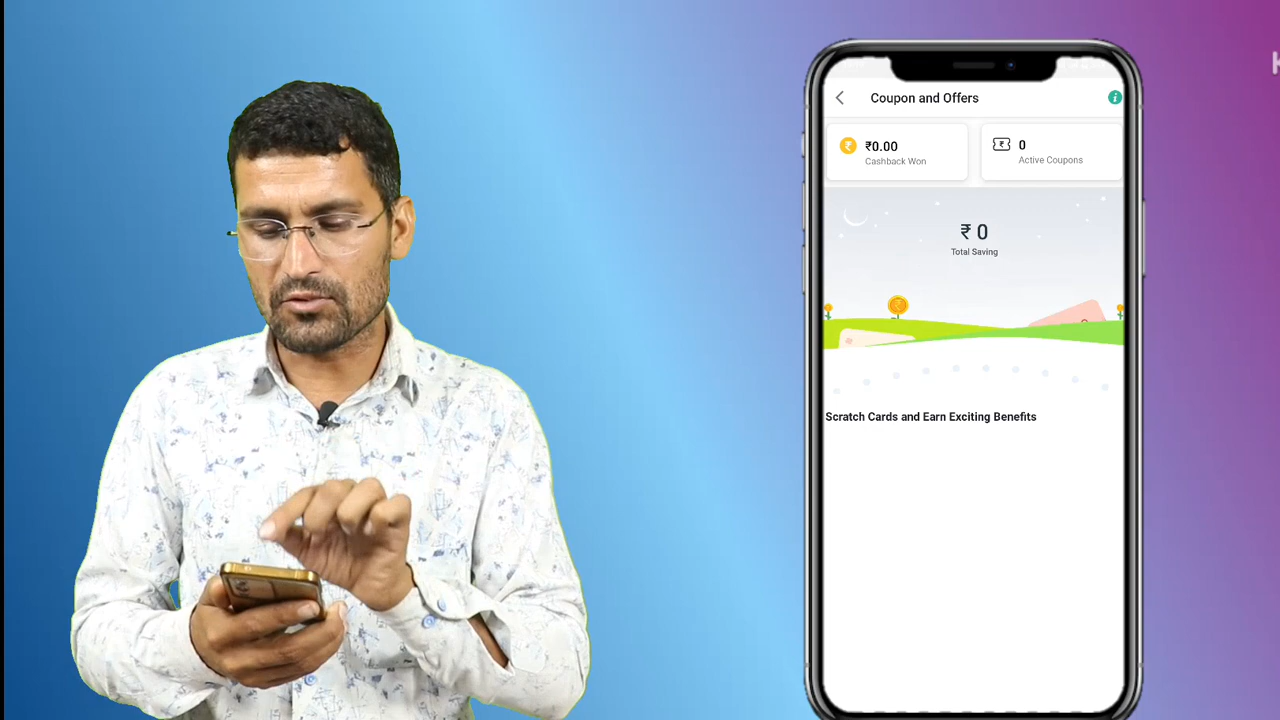 Coupon and Offers
₹0.00
Cashback Won
0
Active Coupons
₹ 0
Total Saving
Scratch Cards and Earn Exciting Benefits